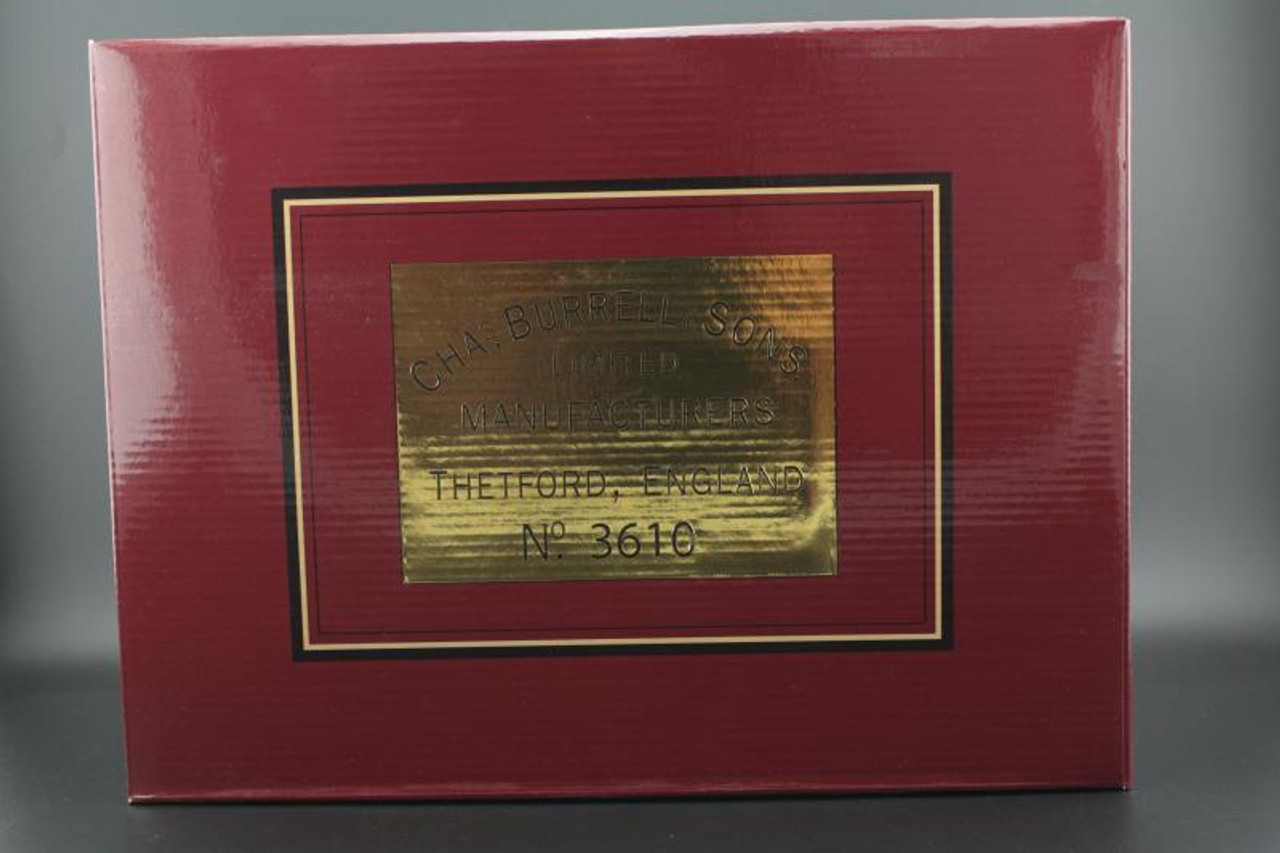 CHAS. BURRELL. SONS
LIMITED
MANUFACTURERS
THETFORD, ENGLAND
Nº. 3610